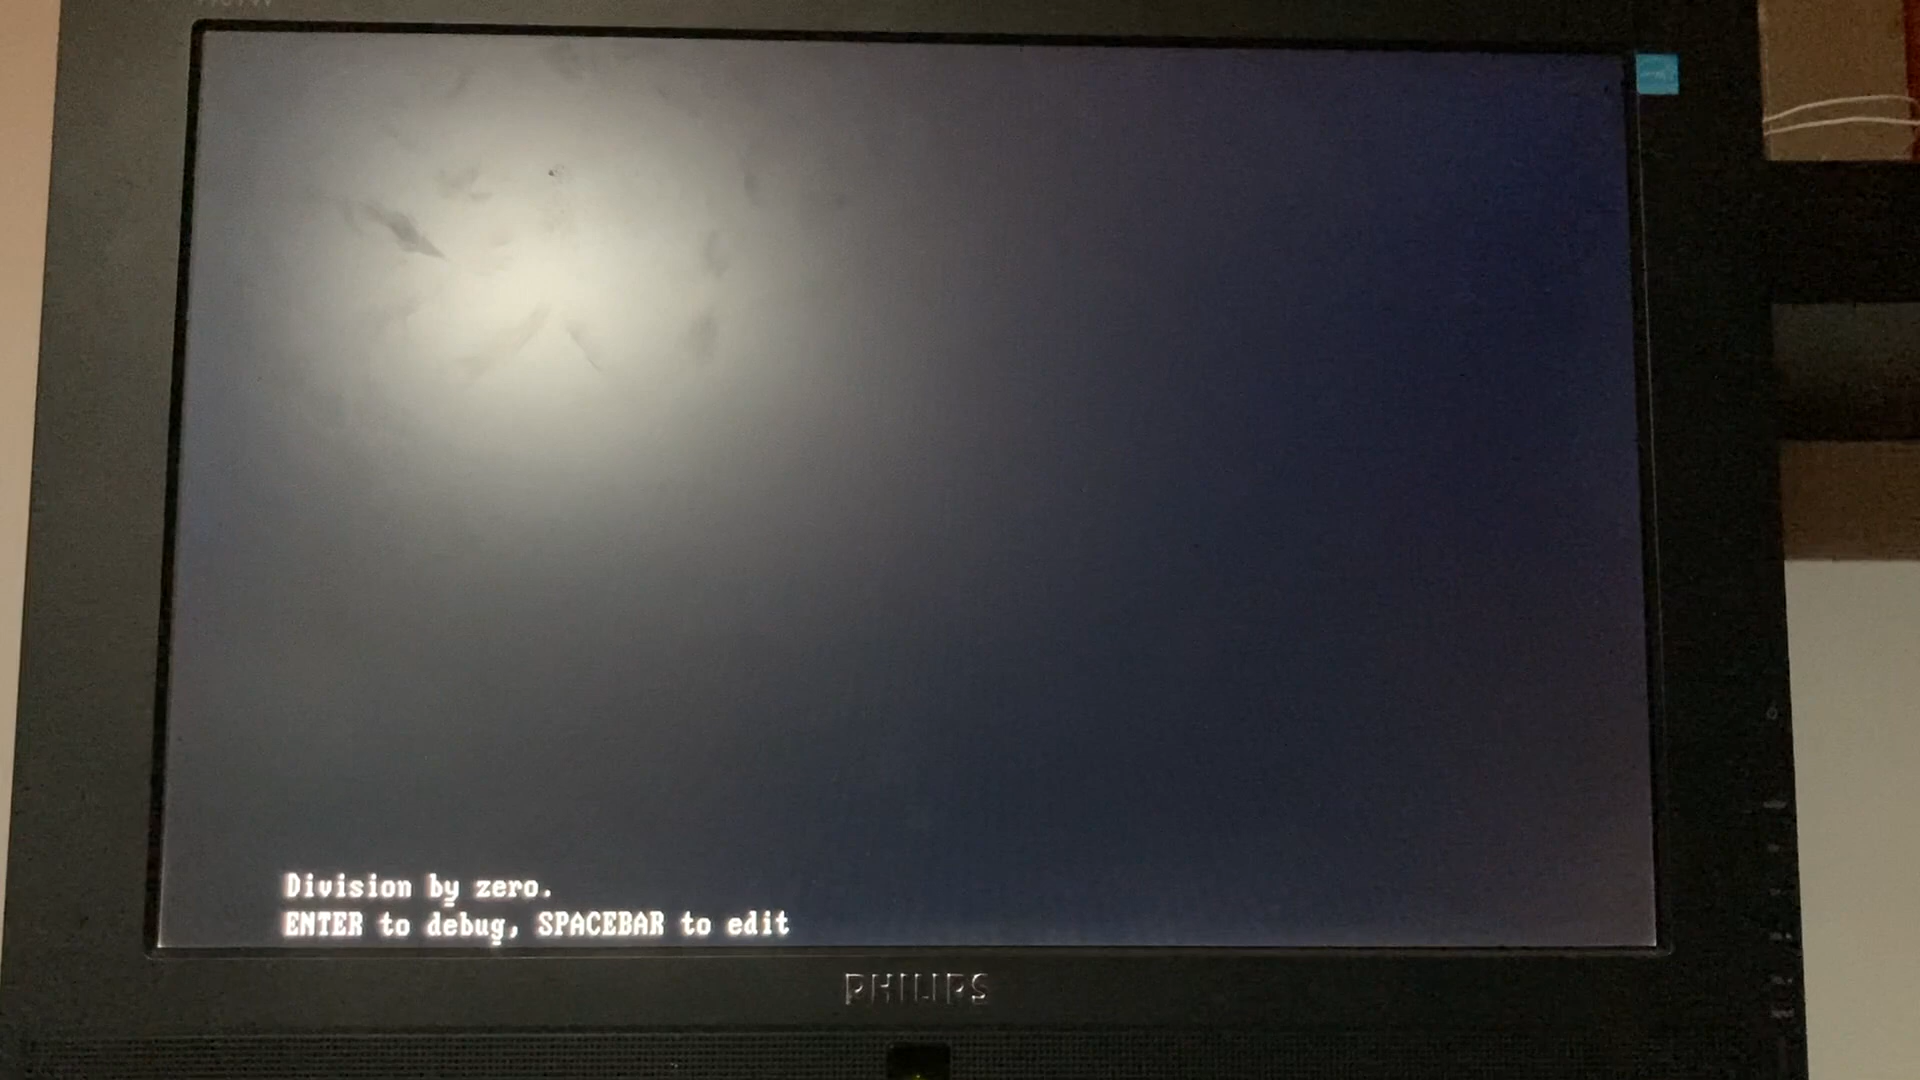 Division by zero.
ENTER to debug, SPACEBAR to edit
PHILIPS